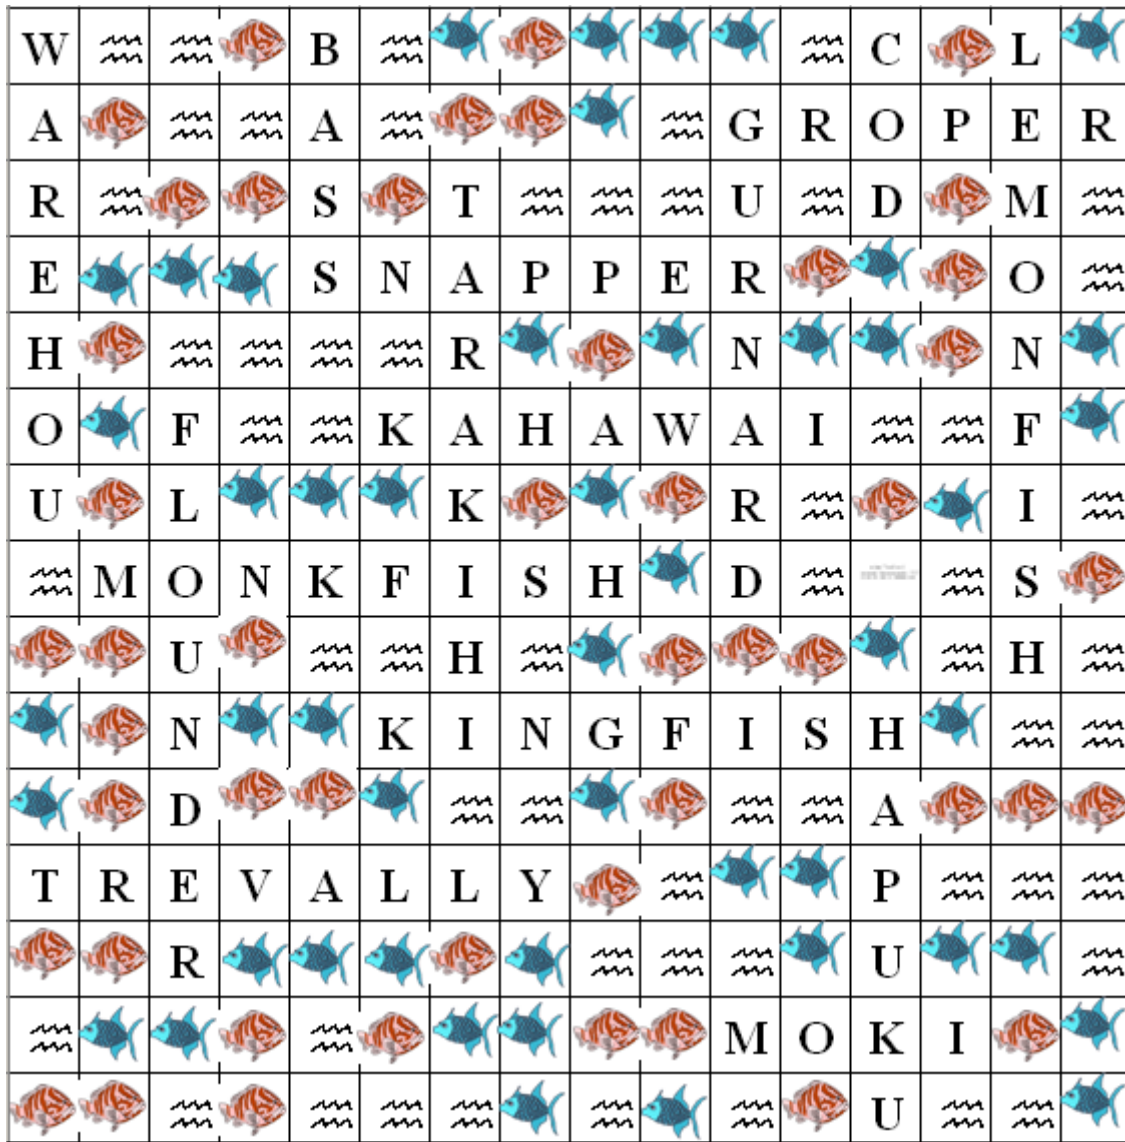 W B C L
A A G R O P E R
R S T U D M
E S N A P P E R O
H R N N
O F K A H A W A I F
U L K R I
M O N K F I S H D S
U H H
N K I N G F I S H
D A
T R E V A L L Y P
R U
M O K I
U